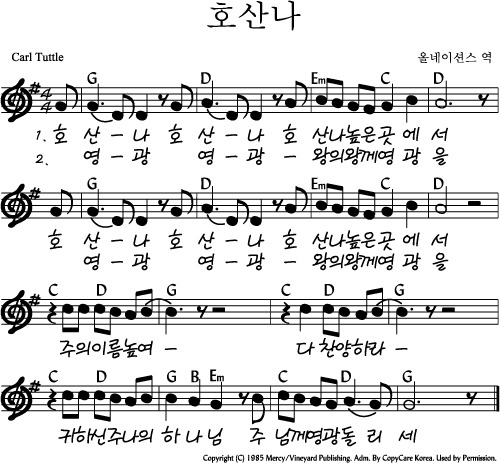 호산나
Carl Tuttle 올네이션스 역
G D Em G C D
1. 호 산 - 나 호 산 - 나 호 산나높은곳 에 서
2. 영 - 광 영 - 광 - 왕의왕께영 광 을
G D Em G C D
호 산 - 나 호 산 - 나 호 산나높은곳 에 서
영 - 광 영 - 광 - 왕의왕께영 광 을
C D G C D G
주의이름높여 - 다 찬양하라 -
C D G B Em C D G
귀하신주나의 하 나 님 주 님께영광돌 리 세
Copyright (C) 1985 Mercy/Vineyard Publishing. Adm. By CopyCare Korea. Used by Permission.